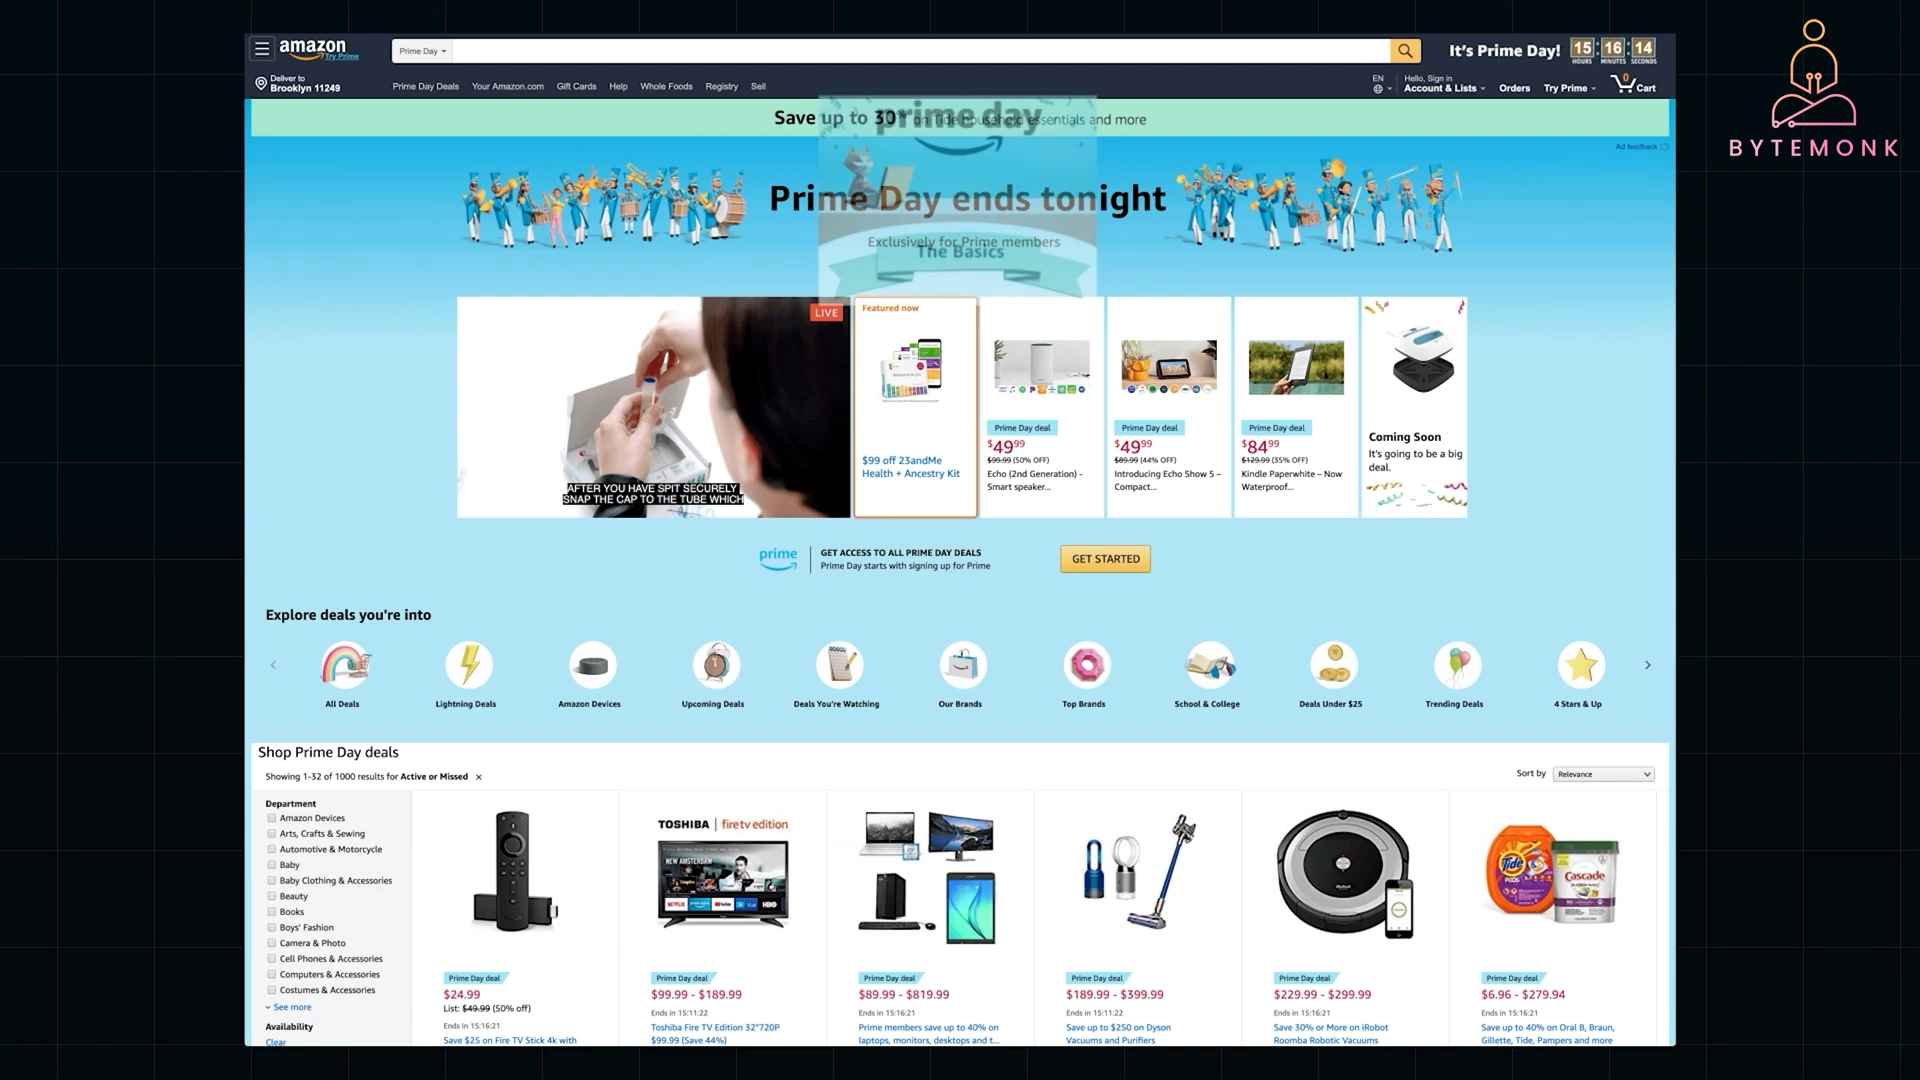 amazon
Try Prime
Prime Day
It's Prime Day!
15 : 16 : 14
HOURS MINUTES SECONDS
BYTEMONK
Deliver to
Brooklyn 11249
Prime Day Deals Your Amazon.com Gift Cards Help Whole Foods Registry Sell
EN
Hello, Sign in
Account & Lists Orders Try Prime 0 Cart
Save up to 30% on Tide household essentials and more
prime day
Ad feedback
Prime Day ends tonight
Exclusively for Prime members
The Basics
LIVE
AFTER YOU HAVE SPIT SECURELY
SNAP THE CAP TO THE TUBE WHICH
Featured now
$99 off 23andMe
Health + Ancestry Kit
Prime Day deal
$49.99
$99.99 (50% OFF)
Echo (2nd Generation) -
Smart speaker...
Prime Day deal
$49.99
$89.99 (44% OFF)
Introducing Echo Show 5 –
Compact...
Prime Day deal
$84.99
$129.99 (35% OFF)
Kindle Paperwhite – Now
Waterproof...
Coming Soon
It's going to be a big
deal.
prime
GET ACCESS TO ALL PRIME DAY DEALS
Prime Day starts with signing up for Prime
GET STARTED
Explore deals you're into
All Deals Lightning Deals Amazon Devices Upcoming Deals Deals You're Watching Our Brands Top Brands School & College Deals Under $25 Trending Deals 4 Stars & Up
Shop Prime Day deals
Showing 1-32 of 1000 results for Active or Missed ×
Sort by Relevance
Department
Amazon Devices
Arts, Crafts & Sewing
Automotive & Motorcycle
Baby
Baby Clothing & Accessories
Beauty
Books
Boys' Fashion
Camera & Photo
Cell Phones & Accessories
Computers & Accessories
Costumes & Accessories
See more
Availability
Clear
Prime Day deal
$24.99
List: $49.99 (50% off)
Ends in 15:16:21
Save $25 on Fire TV Stick 4k with
TOSHIBA | fire tv edition
NEW AMSTERDAM
Prime Day deal
$99.99 - $189.99
Ends in 15:11:22
Toshiba Fire TV Edition 32"720P
$99.99 (Save 44%)
Prime Day deal
$89.99 - $819.99
Ends in 15:16:21
Prime members save up to 40% on
laptops, monitors, desktops and t...
Prime Day deal
$189.99 - $399.99
Ends in 15:11:22
Save up to $250 on Dyson
Vacuums and Purifiers
Prime Day deal
$229.99 - $299.99
Ends in 15:16:21
Save 30% or More on iRobot
Roomba Robotic Vacuums
Tide
PODS
Cascade
Prime Day deal
$6.96 - $279.94
Ends in 15:16:21
Save up to 40% on Oral B, Braun,
Gillette, Tide, Pampers and more